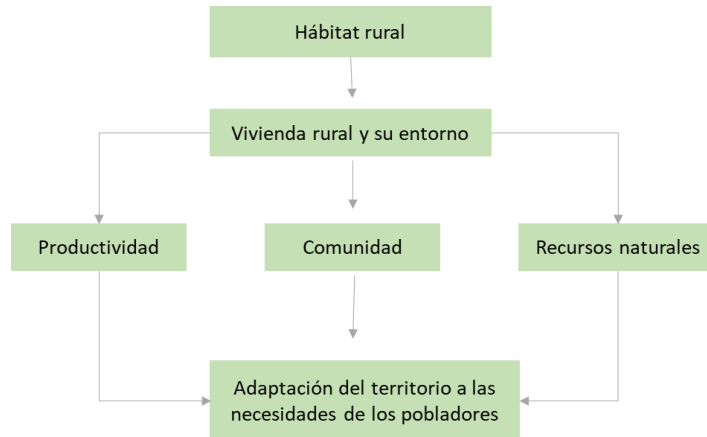 Hábitat rural
Vivienda rural y su entorno
Productividad
Comunidad
Recursos naturales
Adaptación del territorio a las
necesidades de los pobladores